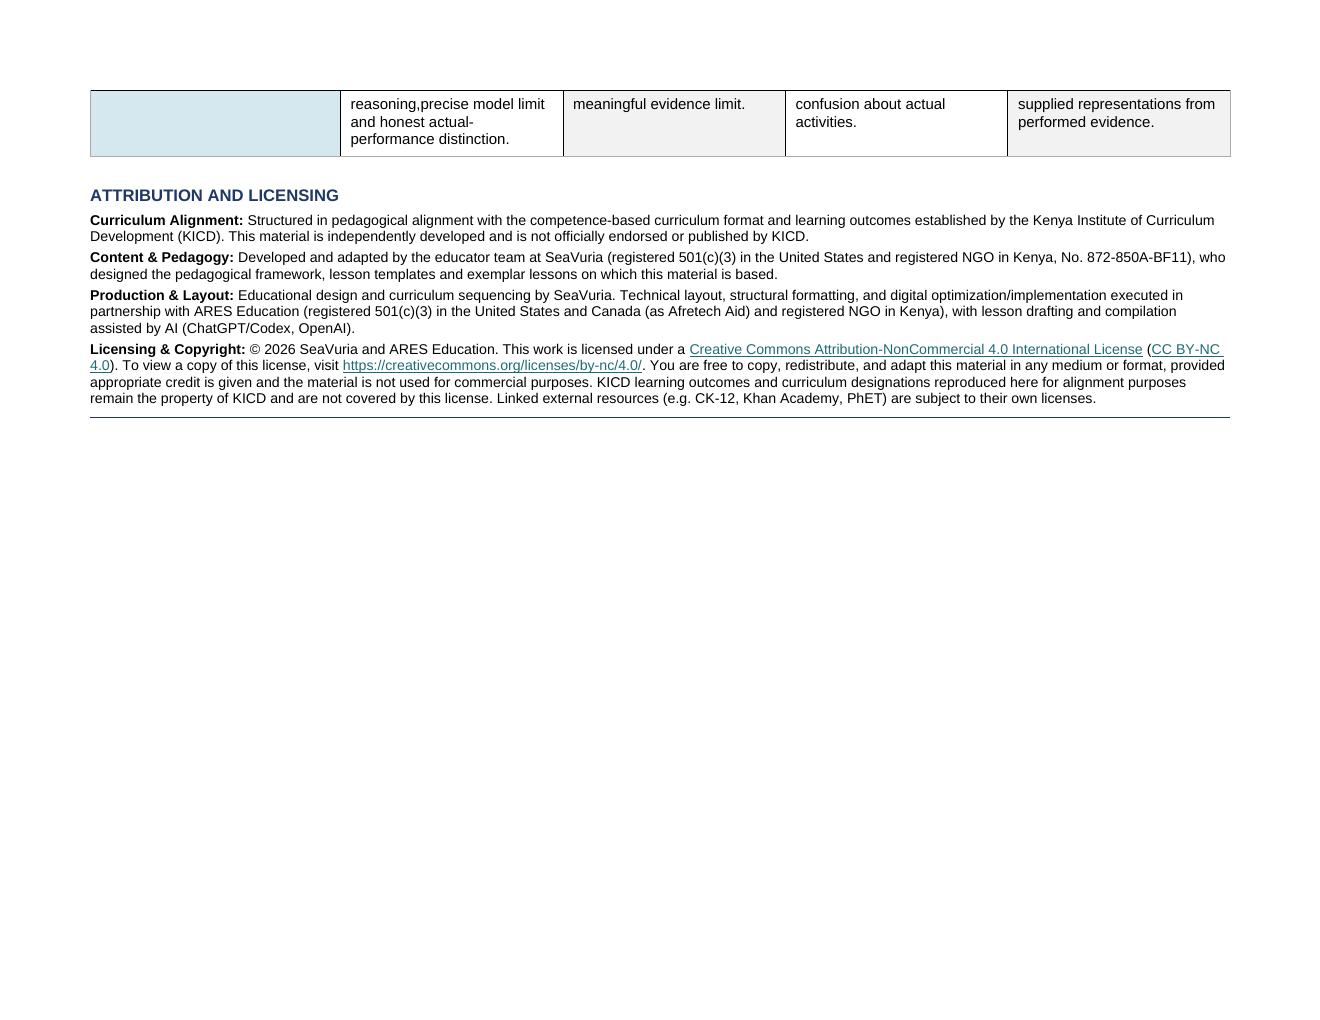 reasoning,precise model limit
and honest actual-
performance distinction.
meaningful evidence limit.
confusion about actual
activities.
supplied representations from
performed evidence.
ATTRIBUTION AND LICENSING
Curriculum Alignment: Structured in pedagogical alignment with the competence-based curriculum format and learning outcomes established by the Kenya Institute of Curriculum
Development (KICD). This material is independently developed and is not officially endorsed or published by KICD.
Content & Pedagogy: Developed and adapted by the educator team at SeaVuria (registered 501(c)(3) in the United States and registered NGO in Kenya, No. 872-850A-BF11), who
designed the pedagogical framework, lesson templates and exemplar lessons on which this material is based.
Production & Layout: Educational design and curriculum sequencing by SeaVuria. Technical layout, structural formatting, and digital optimization/implementation executed in
partnership with ARES Education (registered 501(c)(3) in the United States and Canada (as Afretech Aid) and registered NGO in Kenya), with lesson drafting and compilation
assisted by AI (ChatGPT/Codex, OpenAI).
Licensing & Copyright: © 2026 SeaVuria and ARES Education. This work is licensed under a Creative Commons Attribution-NonCommercial 4.0 International License (CC BY-NC
4.0). To view a copy of this license, visit https://creativecommons.org/licenses/by-nc/4.0/. You are free to copy, redistribute, and adapt this material in any medium or format, provided
appropriate credit is given and the material is not used for commercial purposes. KICD learning outcomes and curriculum designations reproduced here for alignment purposes
remain the property of KICD and are not covered by this license. Linked external resources (e.g. CK-12, Khan Academy, PhET) are subject to their own licenses.